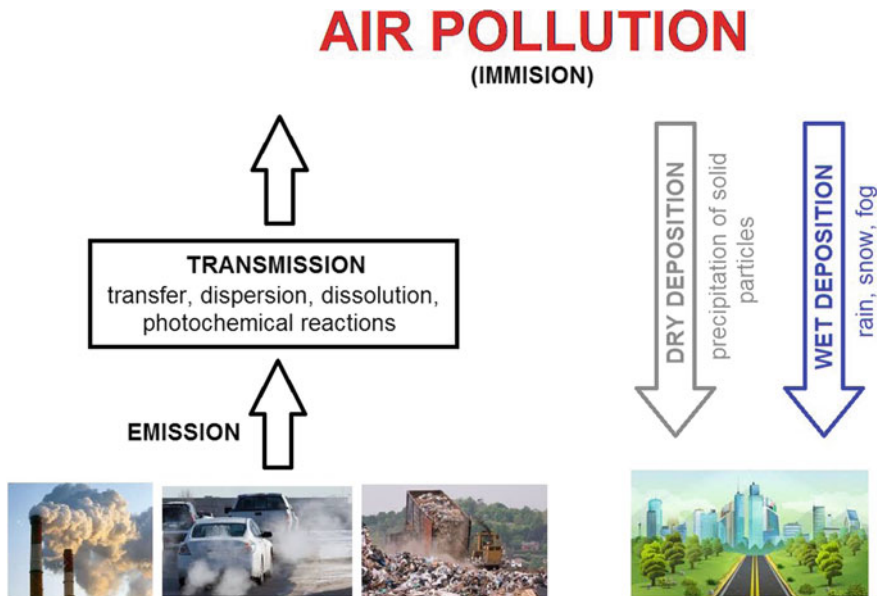 AIR POLLUTION
(IMMISION)
TRANSMISSION
transfer, dispersion, dissolution,
photochemical reactions
EMISSION
DRY DEPOSITION
precipitation of solid
particles
WET DEPOSITION
rain, snow, fog